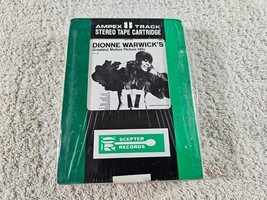 AMPEX 8 TRACK
STEREO TAPE CARTRIDGE
DIONNE WARWICK'S
Greatest Motion Picture Hits
SCEPTER
RECORDS